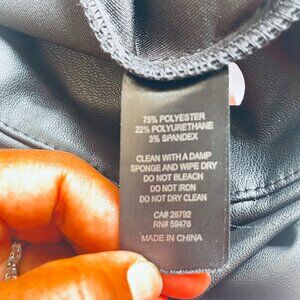 75% POLYESTER
22% POLYURETHANE
3% SPANDEX
CLEAN WITH A DAMP
SPONGE AND WIPE DRY
DO NOT BLEACH
DO NOT IRON
DO NOT DRY CLEAN
CA# 28792
RN# 59478
MADE IN CHINA